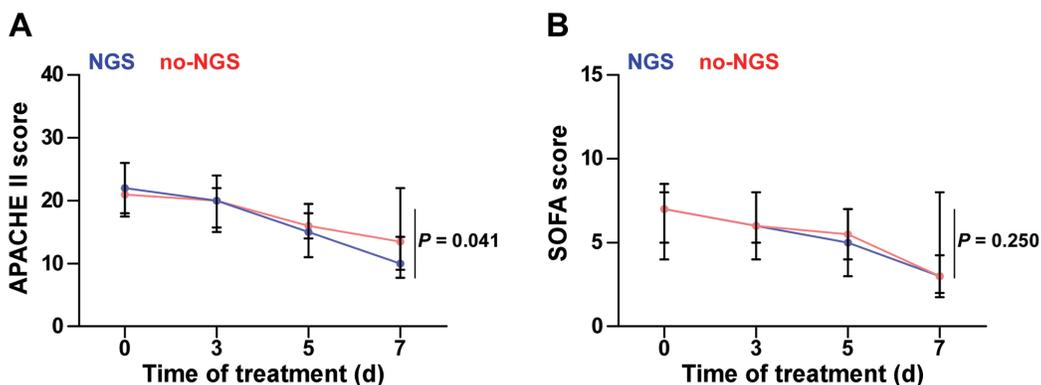 A
NGS no-NGS
APACHE II score
40
30
20
10
0
P = 0.041
0 3 5 7
Time of treatment (d)
B
NGS no-NGS
SOFA score
15
10
5
0
P = 0.250
0 3 5 7
Time of treatment (d)